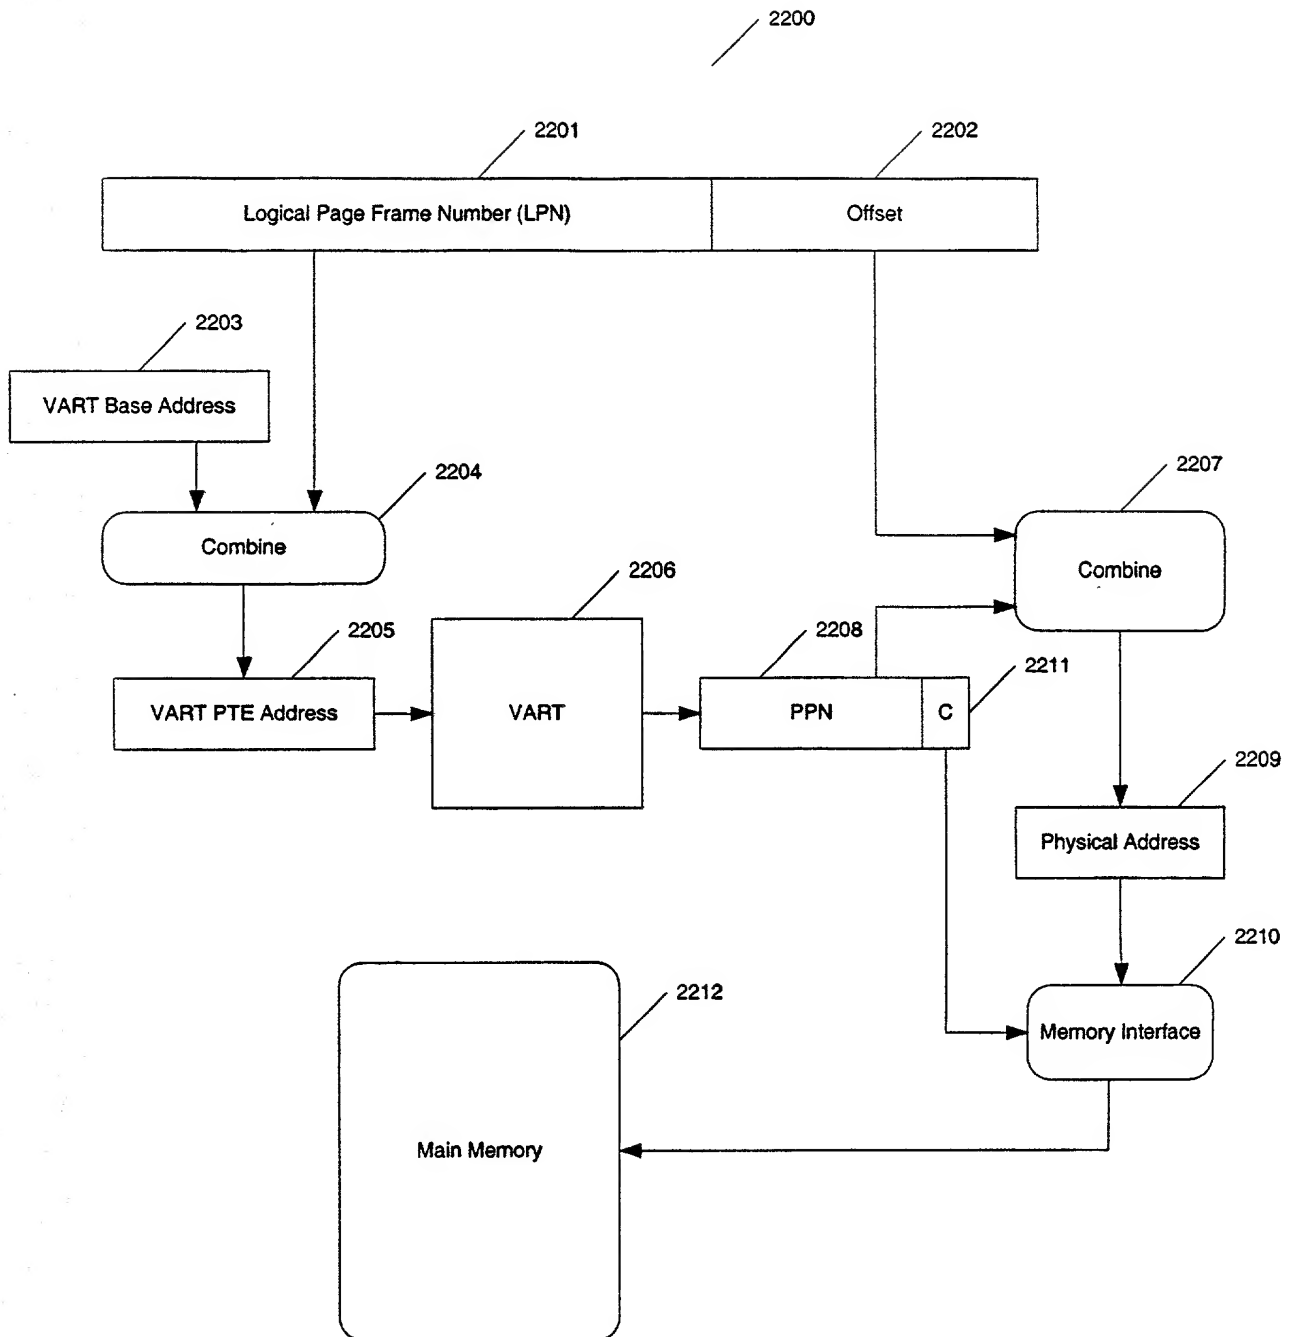 2200
2201
2202
Logical Page Frame Number (LPN)
Offset
2203
VART Base Address
2204
2207
Combine
Combine
2206
2205
2208
2211
VART PTE Address
VART
PPN
C
2209
Physical Address
2210
2212
Memory Interface
Main Memory